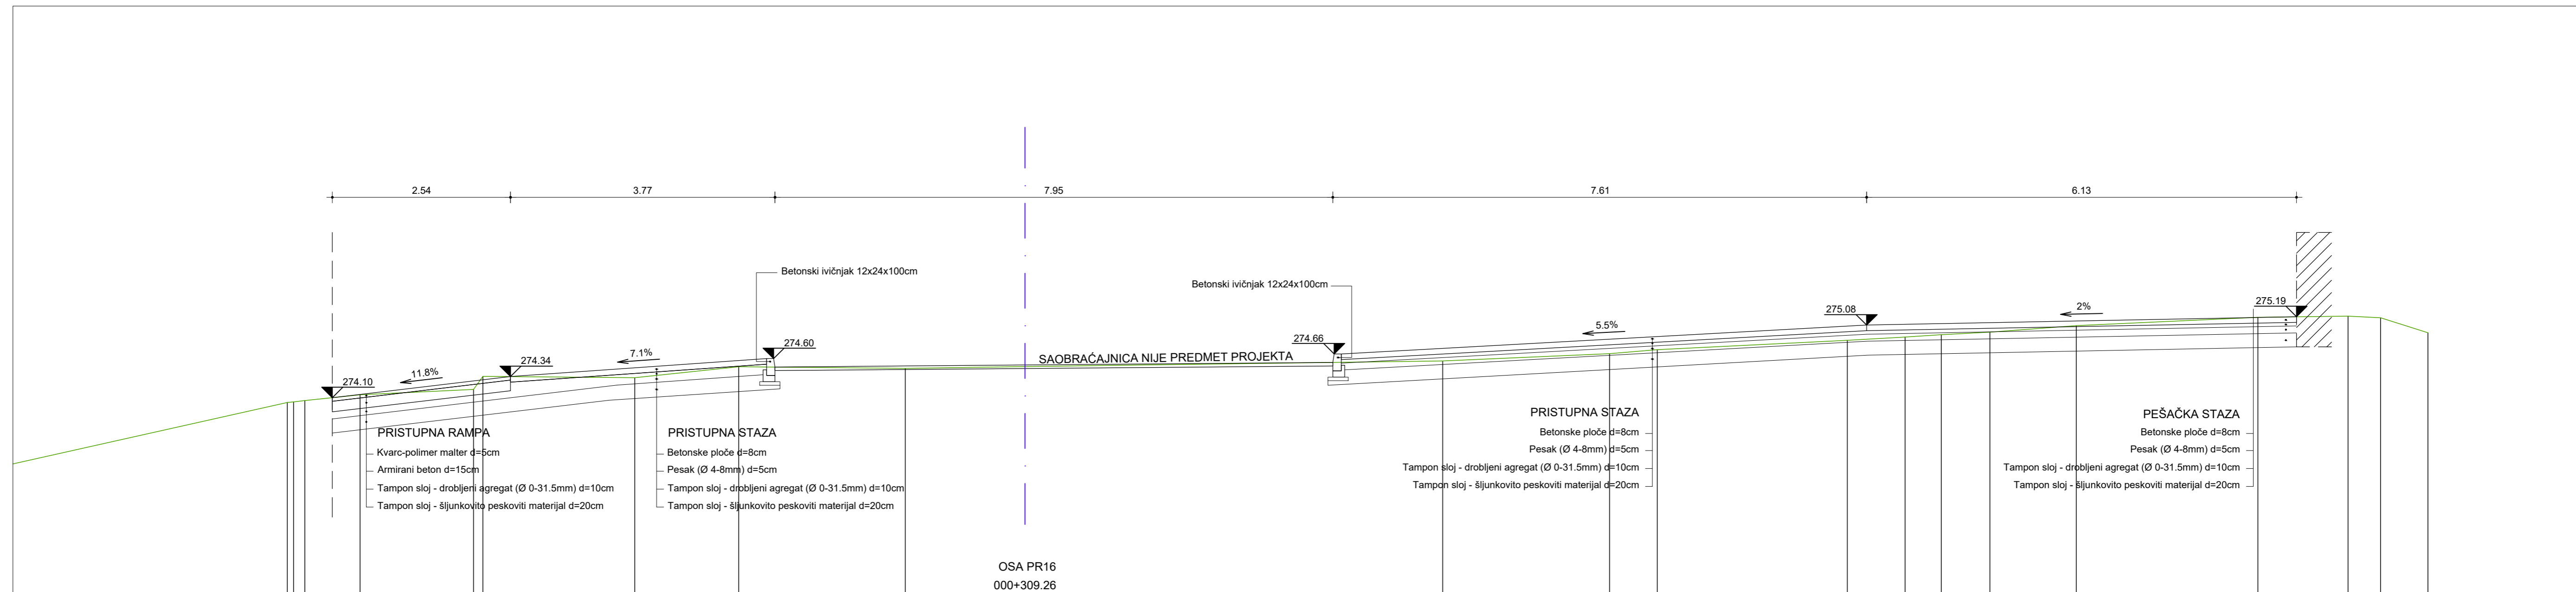 2.54
3.77
7.95
7.61
6.13
Betonski ivičnjak 12x24x100cm
Betonski ivičnjak 12x24x100cm
274.10
11.8%
274.34
7.1%
274.60
SAOBRAĆAJNICA NIJE PREDMET PROJEKTA
274.66
5.5%
275.08
2%
275.19
PRISTUPNA RAMPA
Kvarc-polimer malter d=5cm
Armirani beton d=15cm
Tampon sloj - drobljeni agregat (Ø 0-31.5mm) d=10cm
Tampon sloj - šljunkovito peskoviti materijal d=20cm
PRISTUPNA STAZA
Betonske ploče d=8cm
Pesak (Ø 4-8mm) d=5cm
Tampon sloj - drobljeni agregat (Ø 0-31.5mm) d=10cm
Tampon sloj - šljunkovito peskoviti materijal d=20cm
PRISTUPNA STAZA
Betonske ploče d=8cm
Pesak (Ø 4-8mm) d=5cm
Tampon sloj - drobljeni agregat (Ø 0-31.5mm) d=10cm
Tampon sloj - šljunkovito peskoviti materijal d=20cm
PEŠAČKA STAZA
Betonske ploče d=8cm
Pesak (Ø 4-8mm) d=5cm
Tampon sloj - drobljeni agregat (Ø 0-31.5mm) d=10cm
Tampon sloj - šljunkovito peskoviti materijal d=20cm
OSA PR16
000+309.26